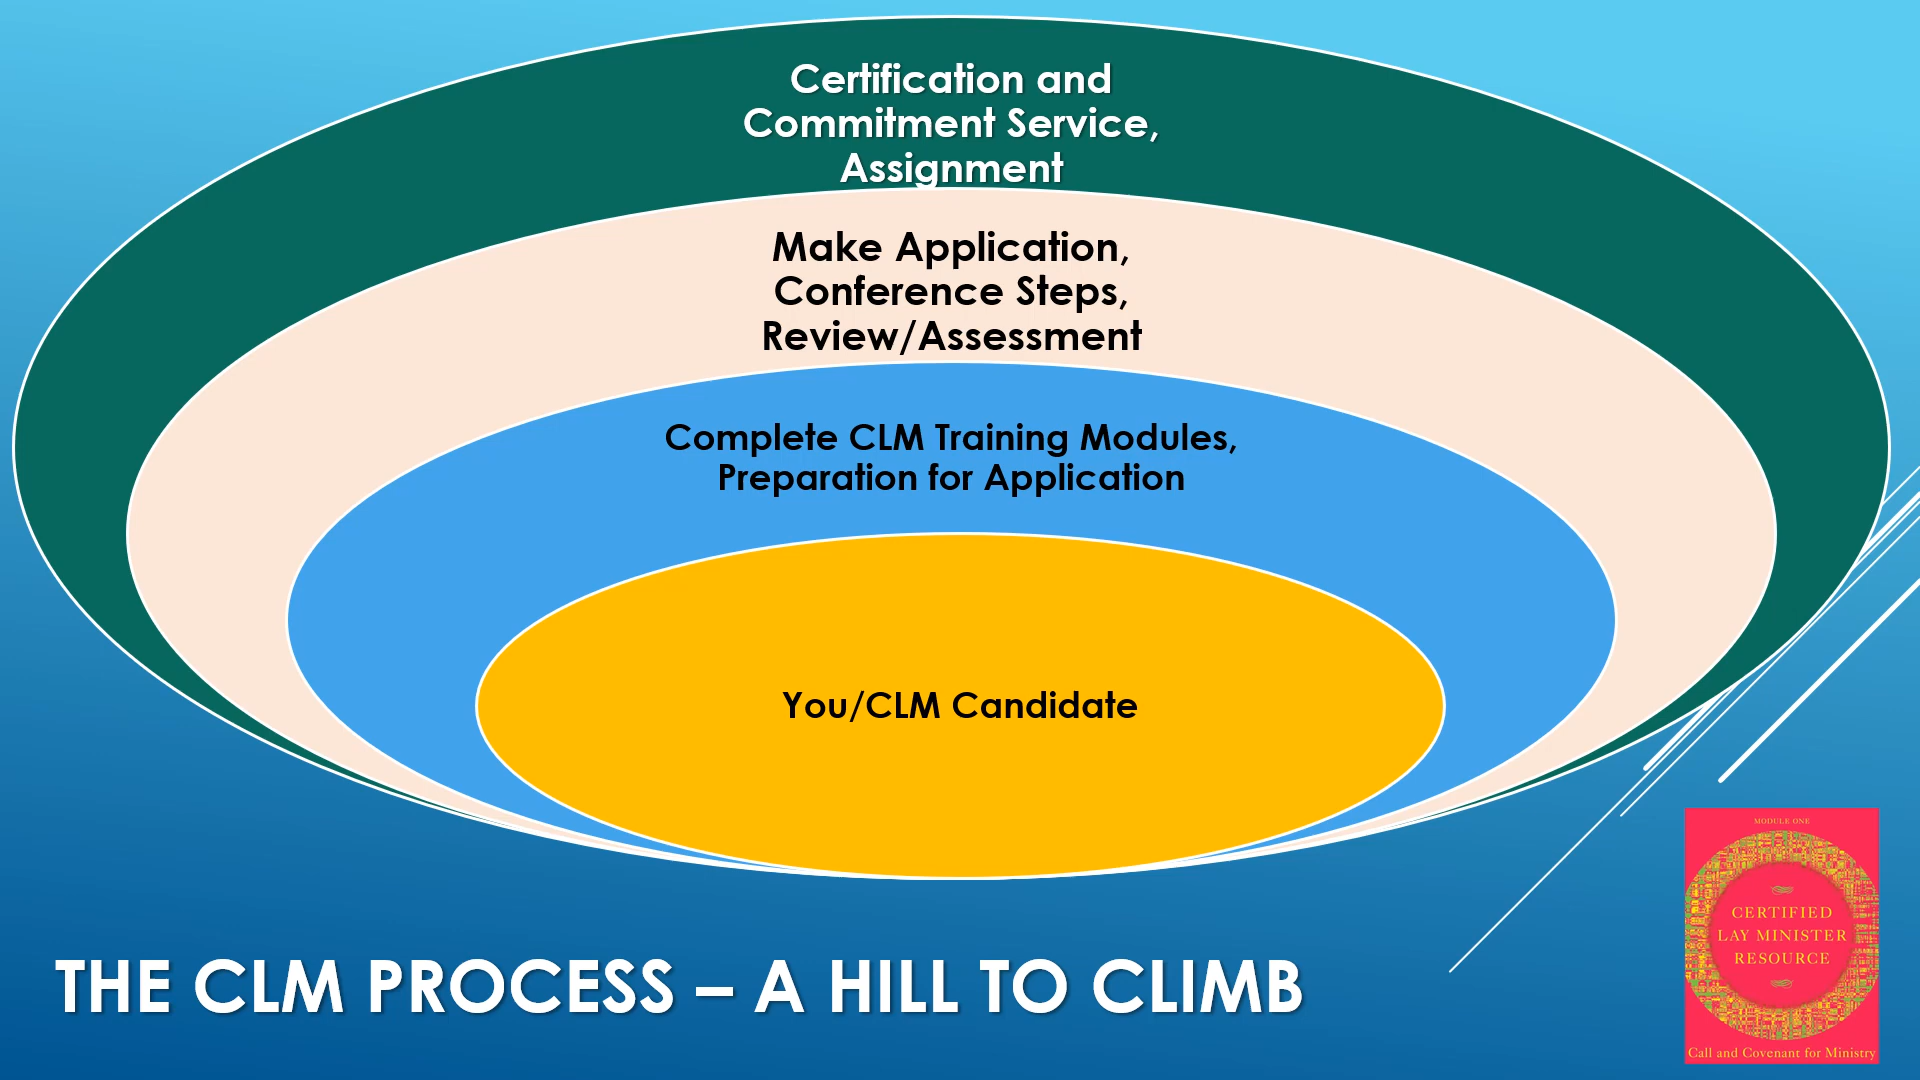 Certification and
Commitment Service,
Assignment
Make Application,
Conference Steps,
Review/Assessment
Complete CLM Training Modules,
Preparation for Application
You/CLM Candidate
THE CLM PROCESS – A HILL TO CLIMB
MODULE ONE
CERTIFIED
LAY MINISTER
RESOURCE
Call and Covenant for Ministry